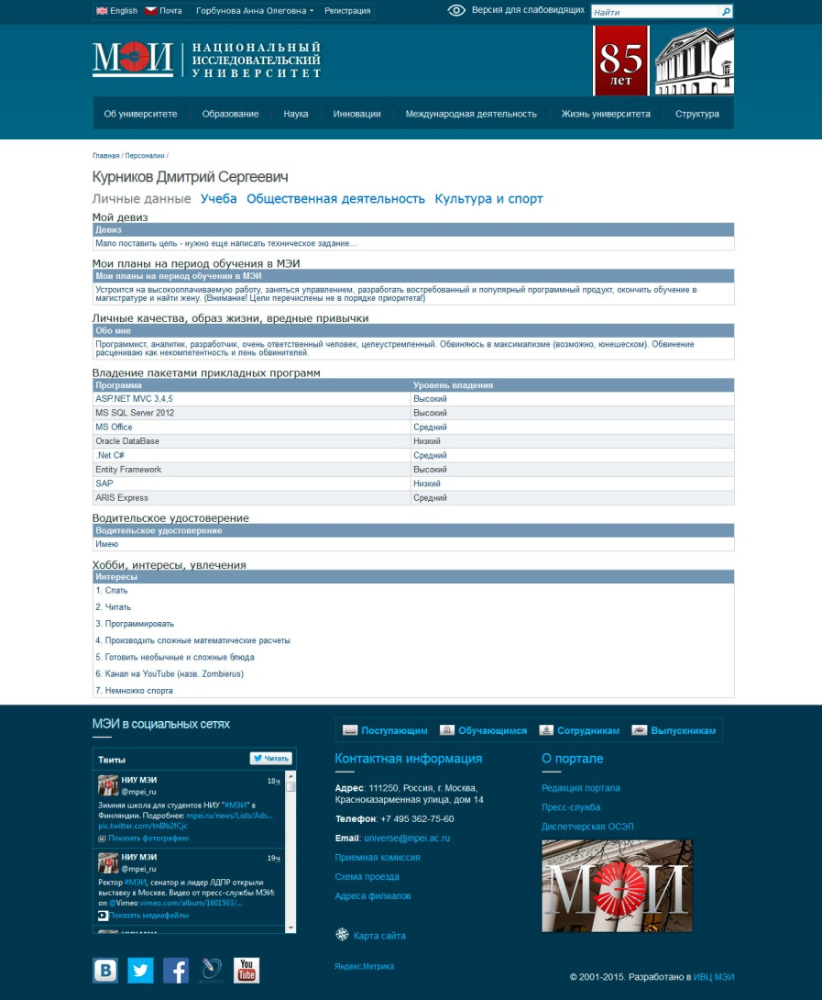 English Почта Горбунова Анна Олеговна Регистрация Версия для слабовидящих Найти
МЭИ НАЦИОНАЛЬНЫЙ
ИССЛЕДОВАТЕЛЬСКИЙ
УНИВЕРСИТЕТ
85
лет
Об университете Образование Наука Инновации Международная деятельность Жизнь университета Структура
Главная / Персоналии /
Курников Дмитрий Сергеевич
Личные данные Учеба Общественная деятельность Культура и спорт
Мой девиз
Девиз
Мало поставить цель - нужно еще написать техническое задание...
Мои планы на период обучения в МЭИ
Мои планы на период обучения в МЭИ
Устроится на высокооплачиваемую работу, заняться управлением, разработать востребованный и популярный программный продукт, окончить обучение в
магистратуре и найти жену. (Внимание! Цели перечислены не в порядке приоритета!)
Личные качества, образ жизни, вредные привычки
Обо мне
Программист, аналитик, разработчик, очень ответственный человек, целеустремленный. Обвиняюсь в максимализме (возможно, юнешеском). Обвинение
расцениваю как некомпетентность и лень обвинителей.
Владение пакетами прикладных программ
Программа Уровень владения
ASP.NET MVC 3,4,5 Высокий
MS SQL Server 2012 Высокий
MS Office Средний
Oracle DataBase Низкий
.Net C# Средний
Entity Framework Высокий
SAP Низкий
ARIS Express Средний
Водительское удостоверение
Водительское удостоверение
Имею
Хобби, интересы, увлечения
Интересы
1. Спать
2. Читать
3. Программировать
4. Производить сложные математические расчеты
5. Готовить необычные и сложные блюда
6. Канал на YouTube (назв. Zombierus)
7. Немножко спорта
МЭИ в социальных сетях
Твиты Читать
НИУ МЭИ 18ч
@mpei_ru
Зимняя школа для студентов НИУ "#МЭИ" в
Финляндии. Подробнее: mpei.ru/news/Lists/Ads...
pic.twitter.com/tnl9b2fCjc
Показать фотографию
НИУ МЭИ 19ч
@mpei_ru
Ректор #МЭИ, сенатор и лидер ЛДПР открыли
выставку в Москве. Видео от пресс-службы МЭИ:
on @Vimeo vimeo.com/album/1601503/...
Показать медиафайлы
НИУ МЭИ
B f You
Tube
Поступающим Обучающимся Сотрудникам Выпускникам
Контактная информация
Адрес: 111250, Россия, г. Москва,
Красноказарменная улица, дом 14
Телефон: +7 495 362-75-60
Email: universe@mpei.ac.ru
Приемная комиссия
Схема проезда
Адреса филиалов
Карта сайта
Яндекс.Метрика
О портале
Редакция портала
Пресс-служба
Диспетчерская ОСЭП
МЭИ
© 2001-2015. Разработано в ИВЦ МЭИ